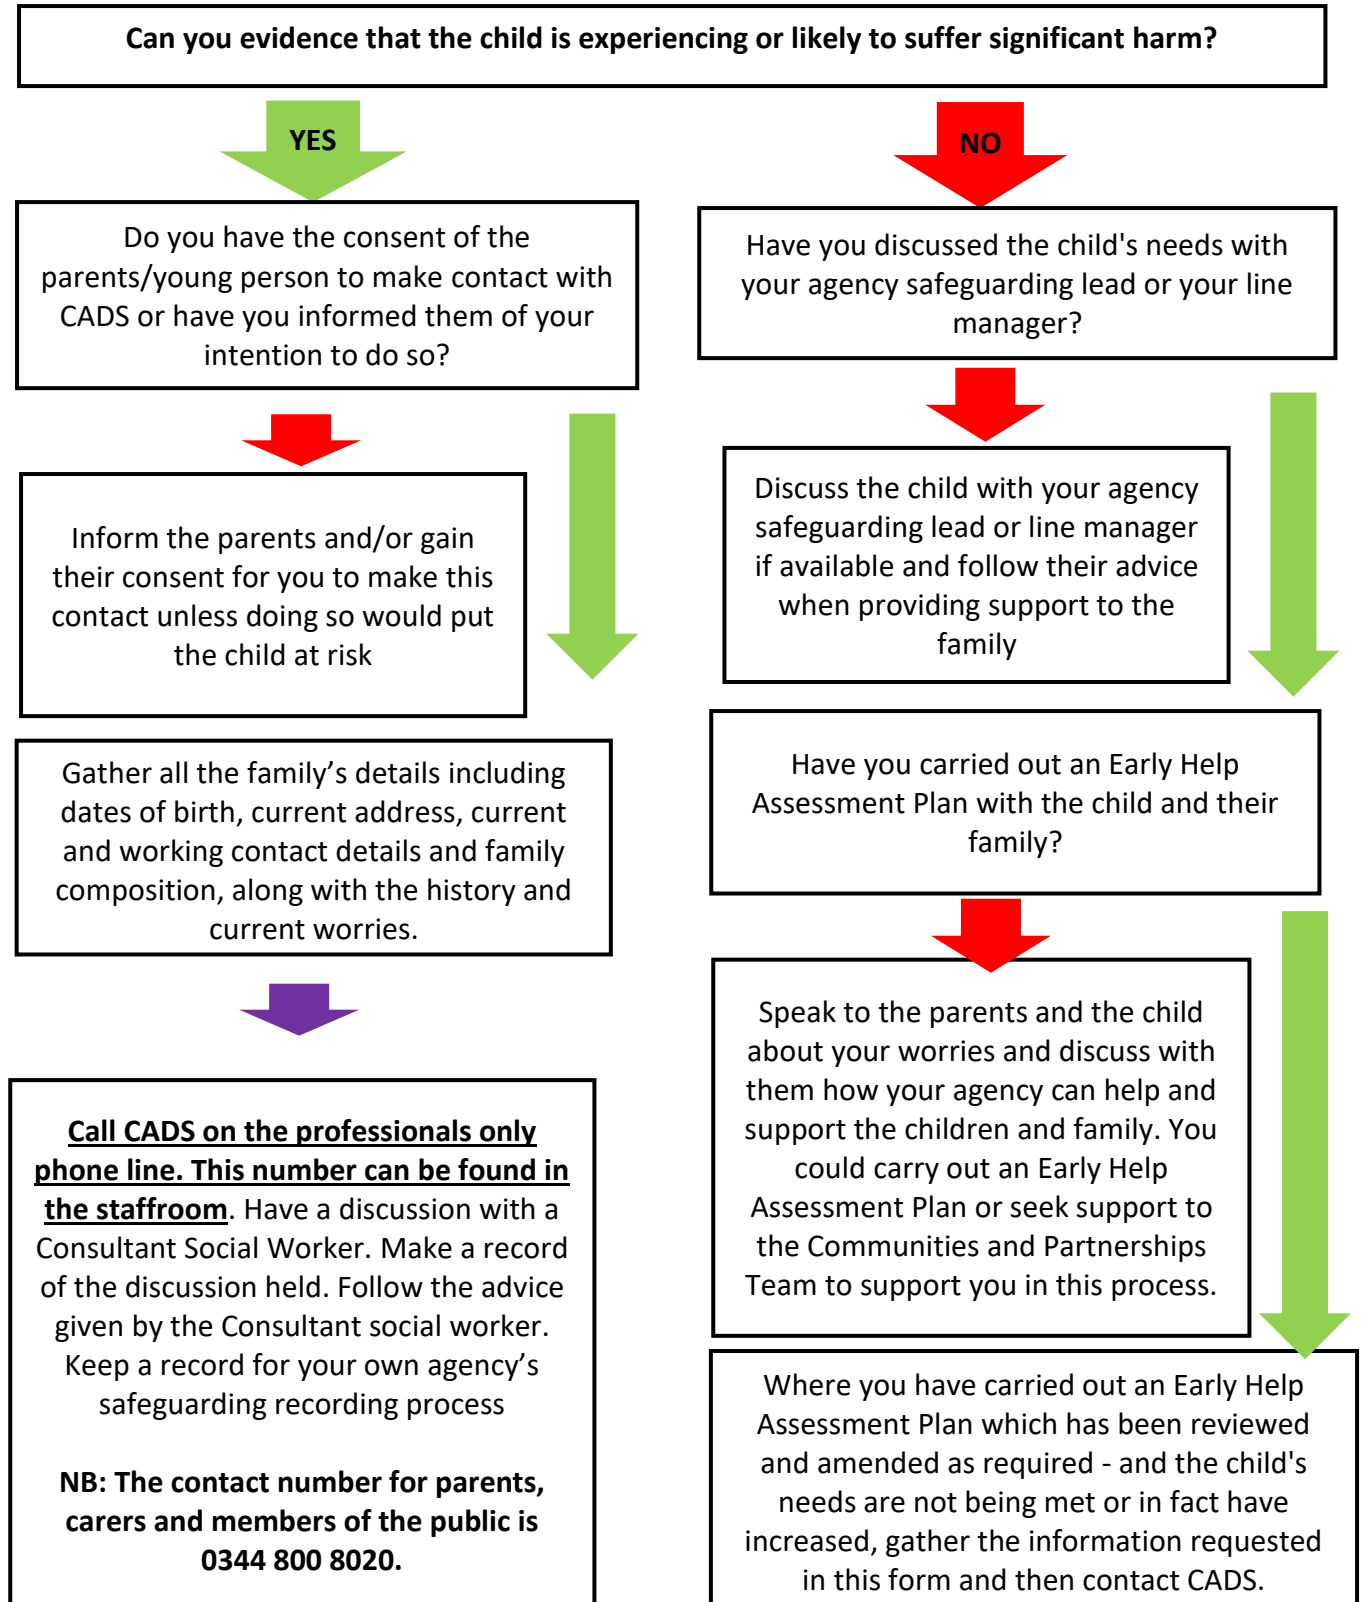 Can you evidence that the child is experiencing or likely to suffer significant harm?
YES
NO
Do you have the consent of the
parents/young person to make contact with
CADS or have you informed them of your
intention to do so?
Have you discussed the child's needs with
your agency safeguarding lead or your line
manager?
Inform the parents and/or gain
their consent for you to make this
contact unless doing so would put
the child at risk
Discuss the child with your agency
safeguarding lead or line manager
if available and follow their advice
when providing support to the
family
Gather all the family’s details including
dates of birth, current address, current
and working contact details and family
composition, along with the history and
current worries.
Have you carried out an Early Help
Assessment Plan with the child and their
family?
Speak to the parents and the child
about your worries and discuss with
them how your agency can help and
support the children and family. You
could carry out an Early Help
Assessment Plan or seek support to
the Communities and Partnerships
Team to support you in this process.
Call CADS on the professionals only
phone line. This number can be found in
the staffroom. Have a discussion with a
Consultant Social Worker. Make a record
of the discussion held. Follow the advice
given by the Consultant social worker.
Keep a record for your own agency’s
safeguarding recording process
NB: The contact number for parents,
carers and members of the public is
0344 800 8020.
Where you have carried out an Early Help
Assessment Plan which has been reviewed
and amended as required - and the child's
needs are not being met or in fact have
increased, gather the information requested
in this form and then contact CADS.